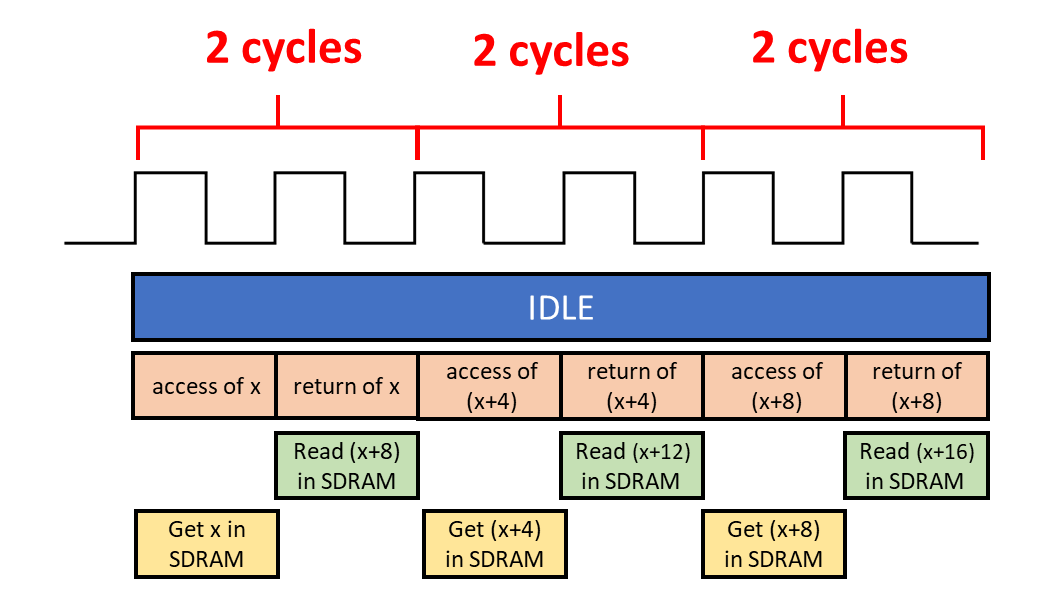 2 cycles
2 cycles
2 cycles
IDLE
access of x
return of x
access of
(x+4)
return of
(x+4)
access of
(x+8)
return of
(x+8)
Read (x+8)
in SDRAM
Read (x+12)
in SDRAM
Read (x+16)
in SDRAM
Get x in
SDRAM
Get (x+4)
in SDRAM
Get (x+8)
in SDRAM